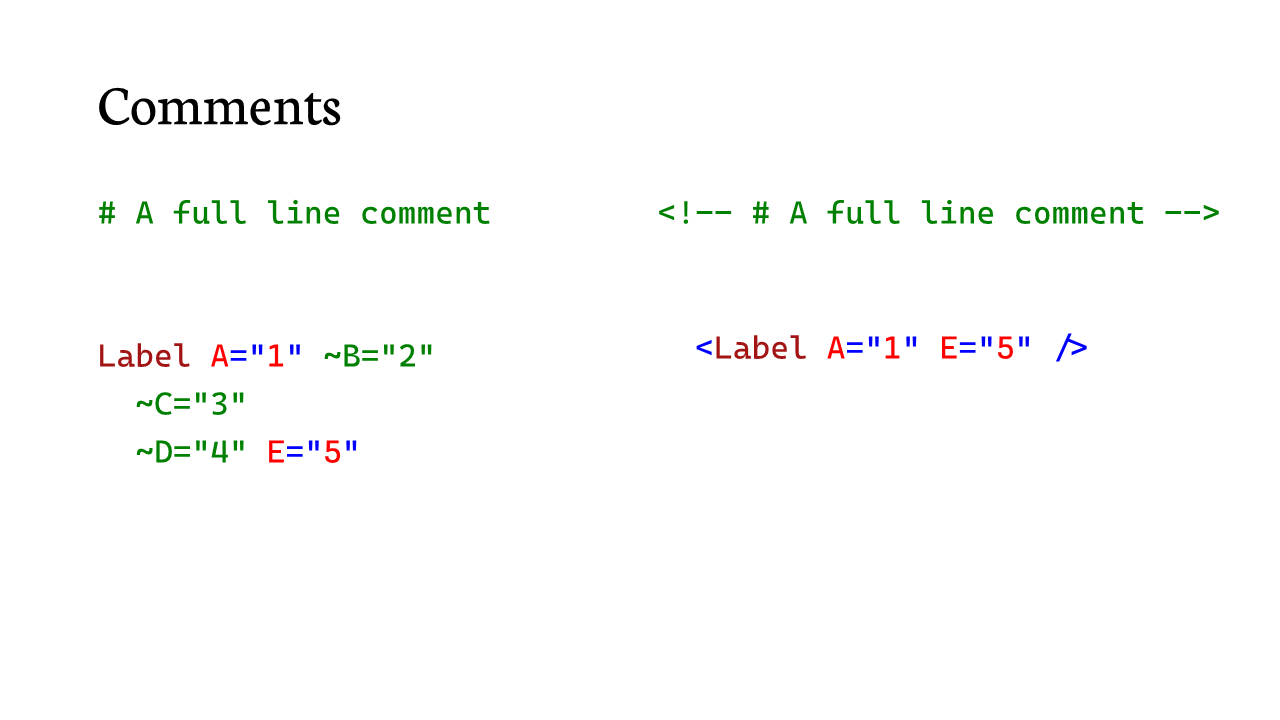 Comments
# A full line comment
Label A="1" ~B="2"
~C="3"
~D="4" E="5"
<!-- # A full line comment -->
<Label A="1" E="5" />